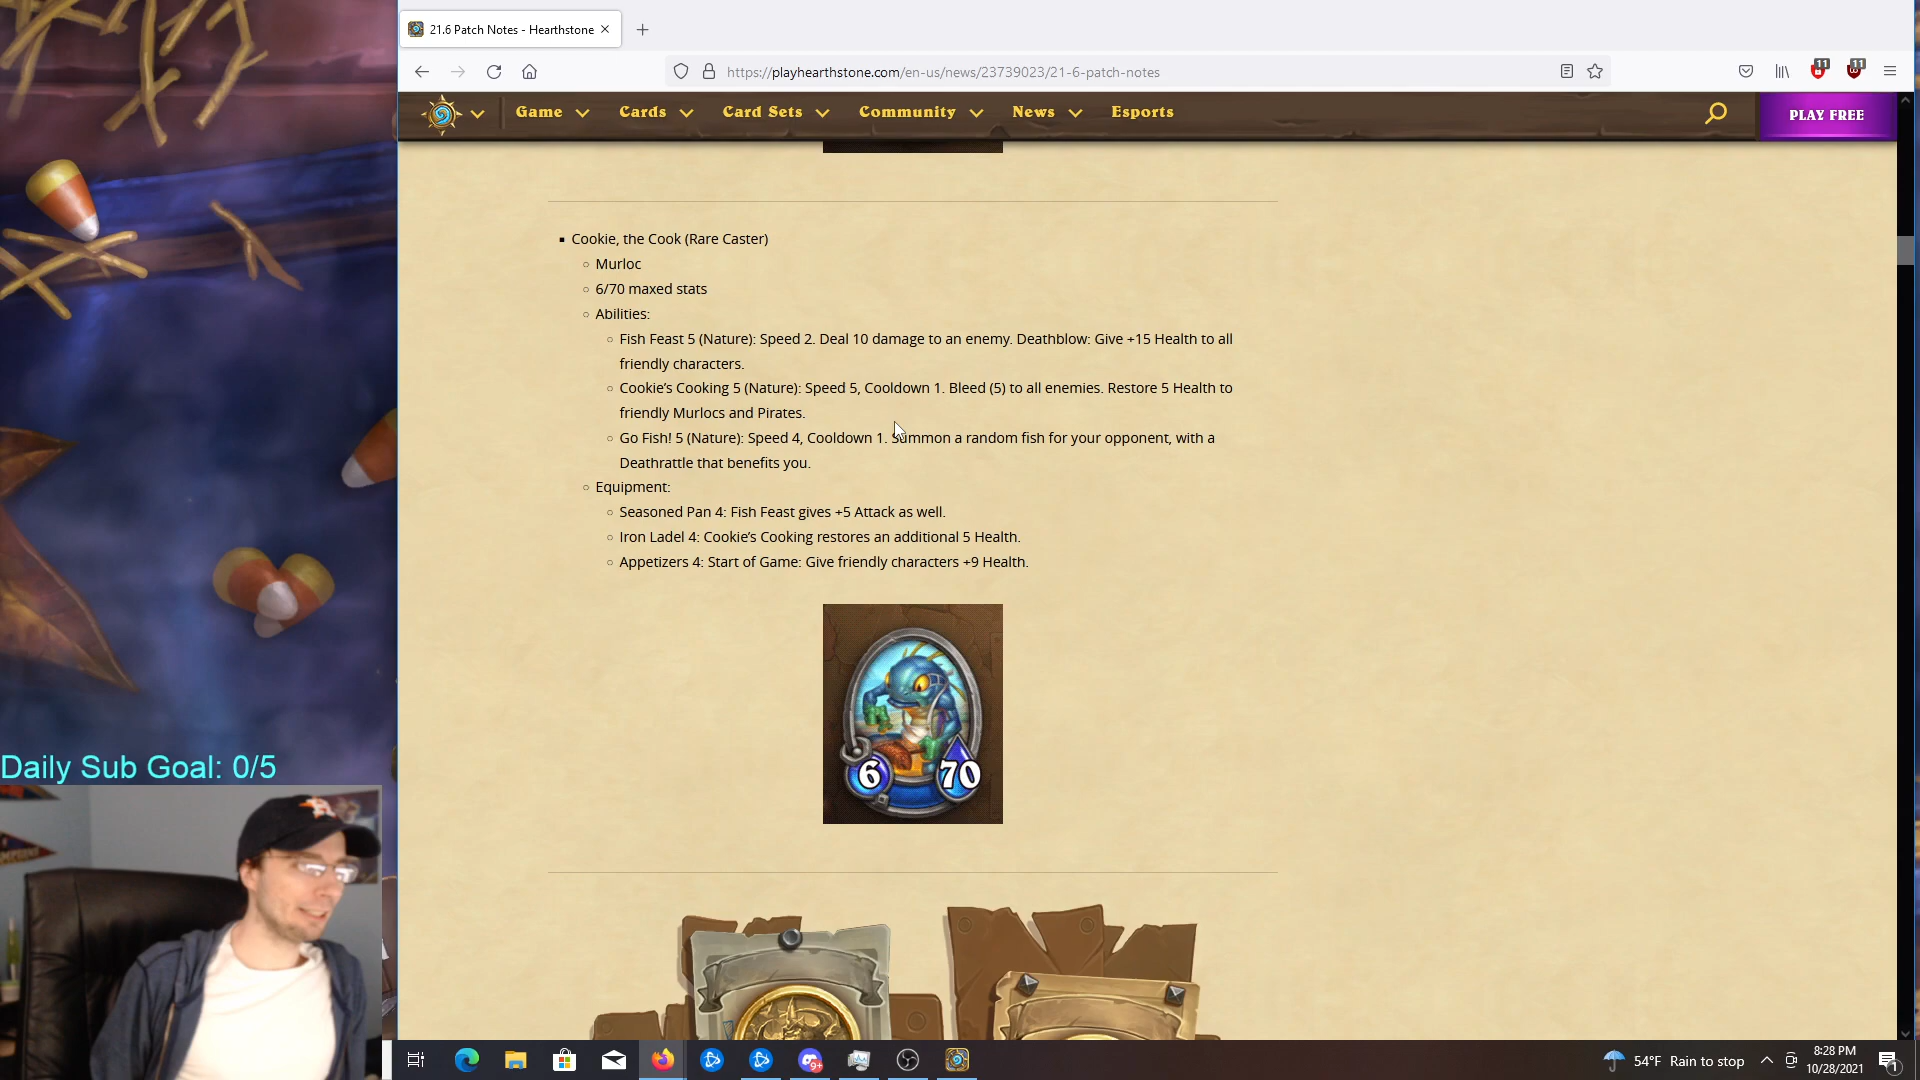 21.6 Patch Notes - Hearthstone
https://playhearthstone.com/en-us/news/23739023/21-6-patch-notes
11
11
Game
Cards
Card Sets
Community
News
Esports
PLAY FREE
Cookie, the Cook (Rare Caster)
Murloc
6/70 maxed stats
Abilities:
Fish Feast 5 (Nature): Speed 2. Deal 10 damage to an enemy. Deathblow: Give +15 Health to all
friendly characters.
Cookie's Cooking 5 (Nature): Speed 5, Cooldown 1. Bleed (5) to all enemies. Restore 5 Health to
friendly Murlocs and Pirates.
Go Fish! 5 (Nature): Speed 4, Cooldown 1. Summon a random fish for your opponent, with a
Deathrattle that benefits you.
Equipment:
Seasoned Pan 4: Fish Feast gives +5 Attack as well.
Iron Ladel 4: Cookie's Cooking restores an additional 5 Health.
Appetizers 4: Start of Game: Give friendly characters +9 Health.
6
70
Daily Sub Goal: 0/5
9+
54°F Rain to stop
8:28 PM
10/28/2021
1